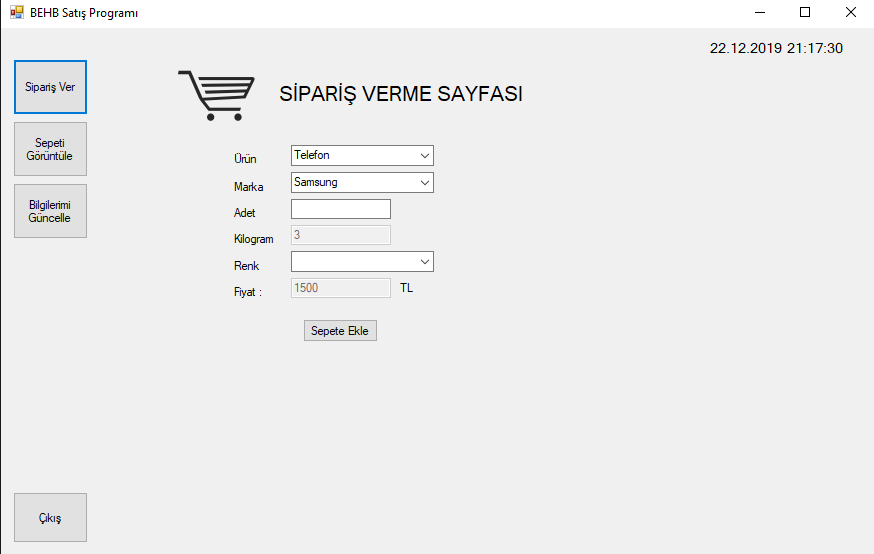 BEHB Satış Programı
22.12.2019 21:17:30
Sipariş Ver
Sepeti
Görüntüle
Bilgilerimi
Güncelle
SİPARİŞ VERME SAYFASI
Ürün Telefon
Marka Samsung
Adet
Kilogram 3
Renk
Fiyat : 1500 TL
Sepete Ekle
Çıkış